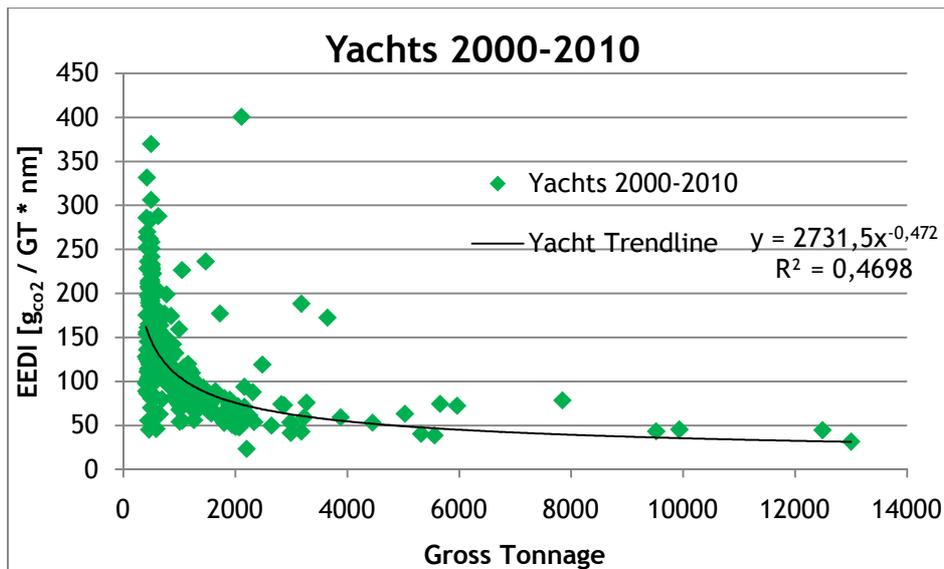 Yachts 2000-2010
450
400
350
300
250
200
150
100
50
0
EEDI [g_co2 / GT * nm]
Yachts 2000-2010
Yacht Trendline
y = 2731,5x^-0,472
R² = 0,4698
0 2000 4000 6000 8000 10000 12000 14000
Gross Tonnage